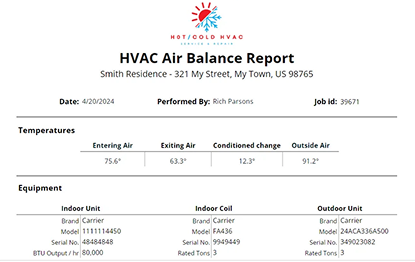 HOT/COLD HVAC
SERVICE & REPAIR
HVAC Air Balance Report
Smith Residence - 321 My Street, My Town, US 98765
Date: 4/20/2024 Performed By: Rich Parsons Job id: 39671
Temperatures
Entering Air Exiting Air Conditioned change Outside Air
75.6° 63.3° 12.3° 91.2°
Equipment
Indoor Unit Indoor Coil Outdoor Unit
Brand Carrier Brand Carrier Brand Carrier
Model 1111114450 Model FA436 Model 24ACA336A500
Serial No. 48484848 Serial No. 9949449 Serial No. 349023082
BTU Output / hr 80,000 Rated Tons 3 Rated Tons 3